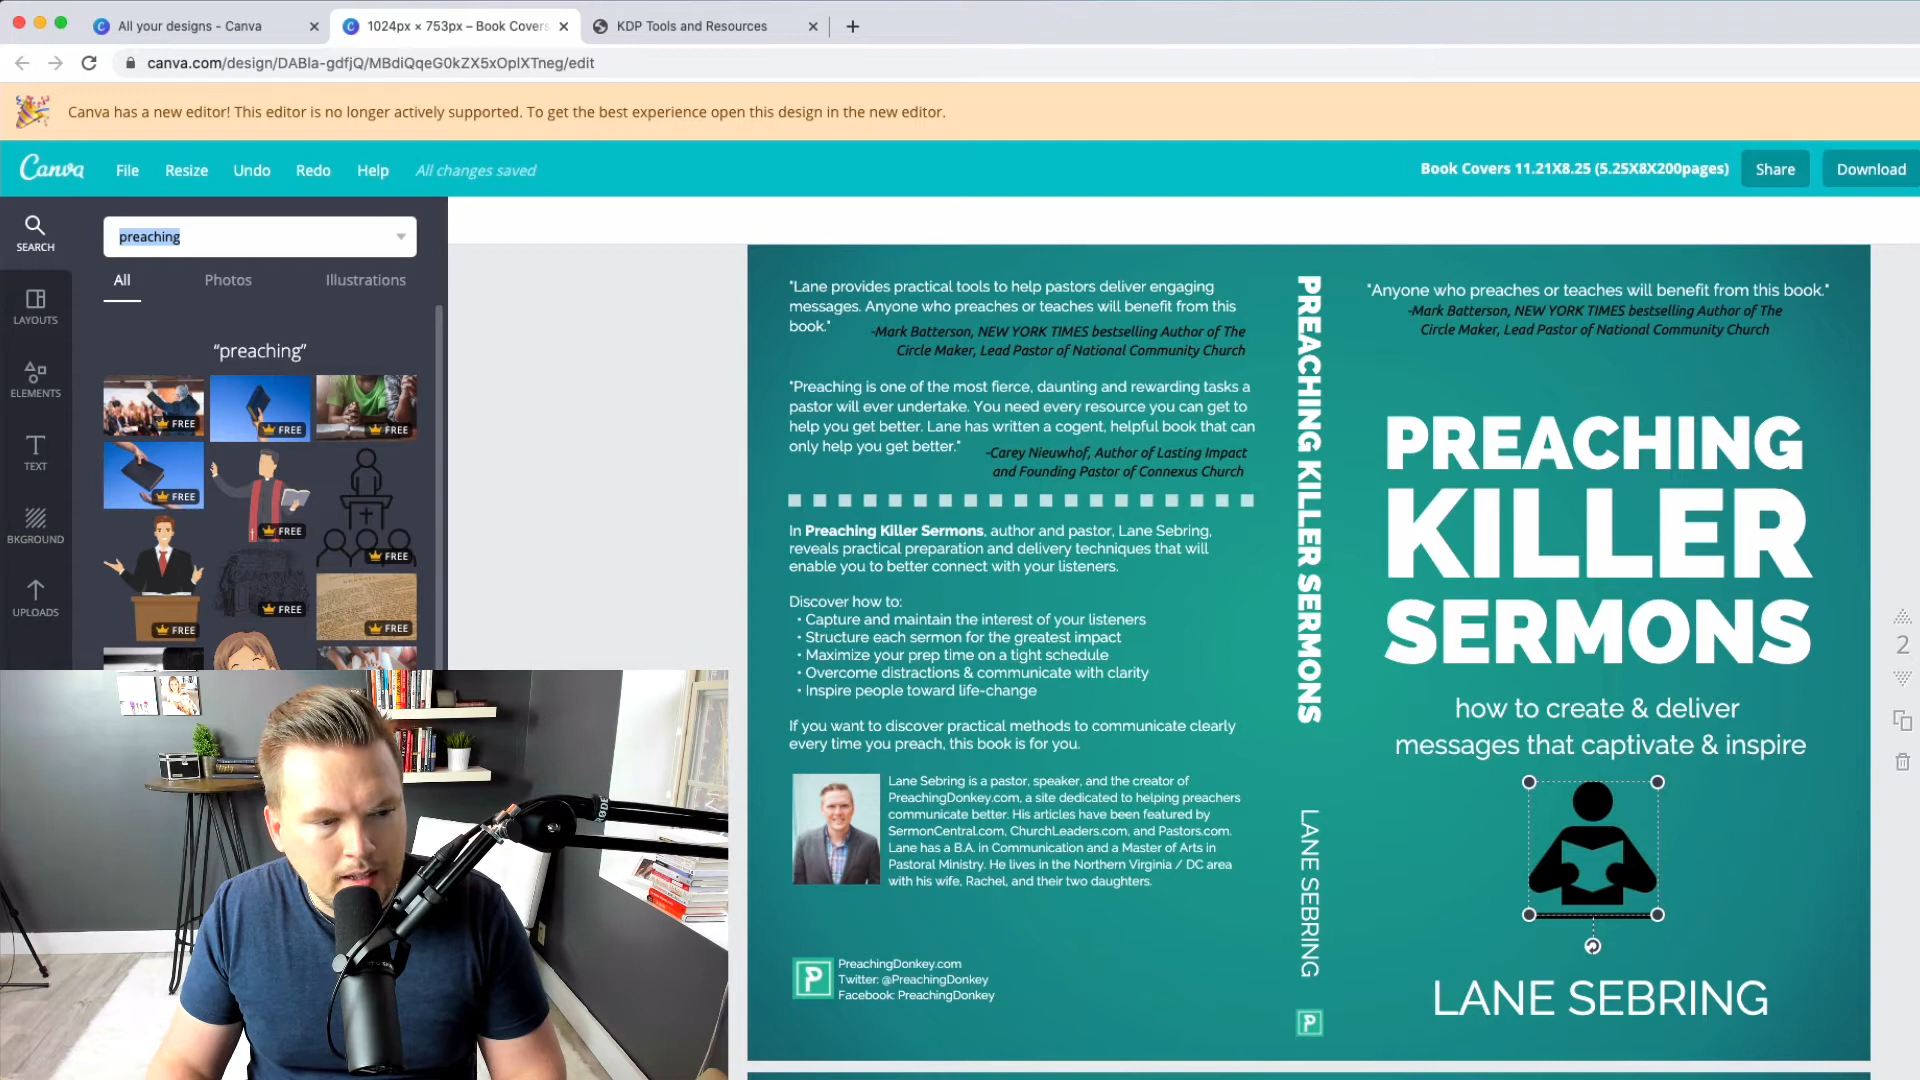 All your designs - Canva
1024px × 753px – Book Covers
KDP Tools and Resources
canva.com/design/DABla-gdfjQ/MBdiQqeG0kZX5xOplXTneg/edit
Canva has a new editor! This editor is no longer actively supported. To get the best experience open this design in the new editor.
Canva
File
Resize
Undo
Redo
Help
All changes saved
Book Covers 11.21X8.25 (5.25X8X200pages)
Share
Download
SEARCH
LAYOUTS
ELEMENTS
TEXT
BKGROUND
UPLOADS
preaching
All
Photos
Illustrations
“preaching”
FREE
FREE
FREE
FREE
FREE
FREE
FREE
FREE
FREE
"Lane provides practical tools to help pastors deliver engaging
messages. Anyone who preaches or teaches will benefit from this
book."
-Mark Batterson, NEW YORK TIMES bestselling Author of The
Circle Maker, Lead Pastor of National Community Church
"Preaching is one of the most fierce, daunting and rewarding tasks a
pastor will ever undertake. You need every resource you can get to
help you get better. Lane has written a cogent, helpful book that can
only help you get better."
-Carey Nieuwhof, Author of Lasting Impact
and Founding Pastor of Connexus Church
In Preaching Killer Sermons, author and pastor, Lane Sebring,
reveals practical preparation and delivery techniques that will
enable you to better connect with your listeners.
Discover how to:
• Capture and maintain the interest of your listeners
• Structure each sermon for the greatest impact
• Maximize your prep time on a tight schedule
• Overcome distractions & communicate with clarity
• Inspire people toward life-change
If you want to discover practical methods to communicate clearly
every time you preach, this book is for you.
Lane Sebring is a pastor, speaker, and the creator of
PreachingDonkey.com, a site dedicated to helping preachers
communicate better. His articles have been featured by
SermonCentral.com, ChurchLeaders.com, and Pastors.com.
Lane has a B.A. in Communication and a Master of Arts in
Pastoral Ministry. He lives in the Northern Virginia / DC area
with his wife, Rachel, and their two daughters.
P
PreachingDonkey.com
Twitter: @PreachingDonkey
Facebook: PreachingDonkey
PREACHING KILLER SERMONS
LANE SEBRING
P
"Anyone who preaches or teaches will benefit from this book."
-Mark Batterson, NEW YORK TIMES bestselling Author of The
Circle Maker, Lead Pastor of National Community Church
PREACHING
KILLER
SERMONS
how to create & deliver
messages that captivate & inspire
LANE SEBRING
2
RØDE